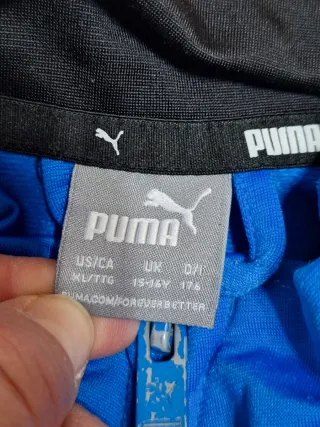 PUMA
PUMA
US/CA UK D/I
XL/TTG 15-16Y 176
PUMA.COM/FOREVERBETTER